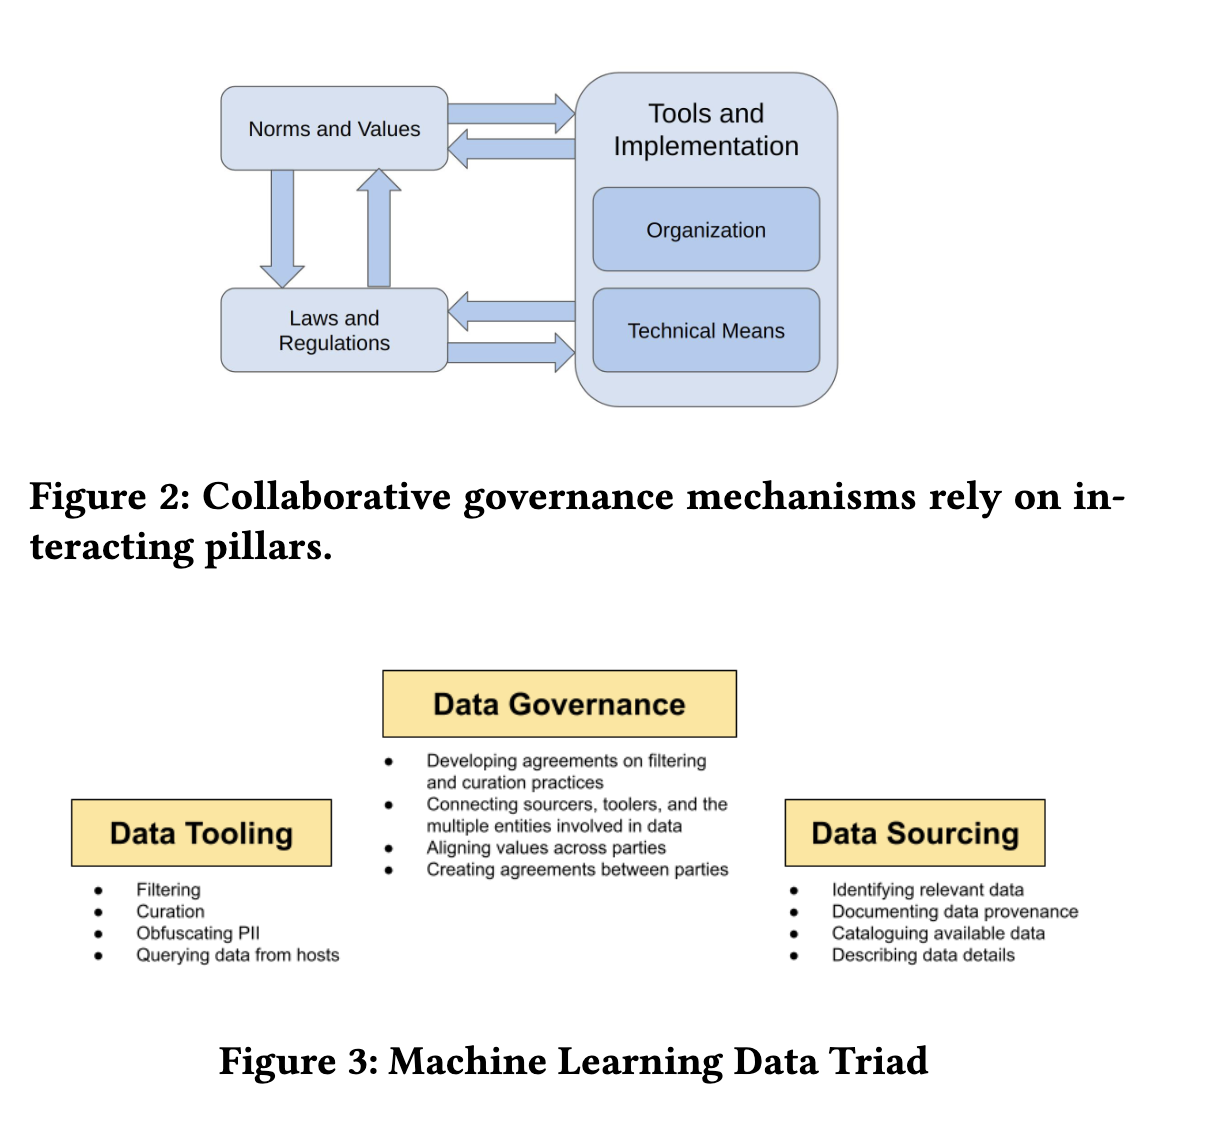 Norms and Values
Tools and
Implementation
Organization
Technical Means
Laws and
Regulations
Figure 2: Collaborative governance mechanisms rely on in-
teracting pillars.
Data Governance
● Developing agreements on filtering
and curation practices
● Connecting sourcers, toolers, and the
multiple entities involved in data
● Aligning values across parties
● Creating agreements between parties
Data Tooling
● Filtering
● Curation
● Obfuscating PII
● Querying data from hosts
Data Sourcing
● Identifying relevant data
● Documenting data provenance
● Cataloguing available data
● Describing data details
Figure 3: Machine Learning Data Triad